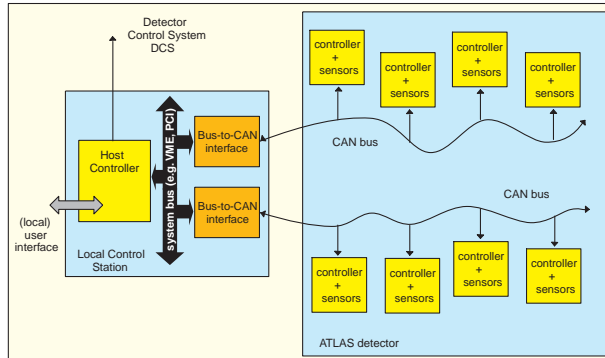 Detector
Control System
DCS
controller
+
sensors
controller
+
sensors
controller
+
sensors
controller
+
sensors
Bus-to-CAN
interface
CAN bus
Host
Controller
system bus (e.g. VME, PCI)
Bus-to-CAN
interface
CAN bus
(local)
user
interface
Local Control
Station
controller
+
sensors
controller
+
sensors
controller
+
sensors
controller
+
sensors
ATLAS detector